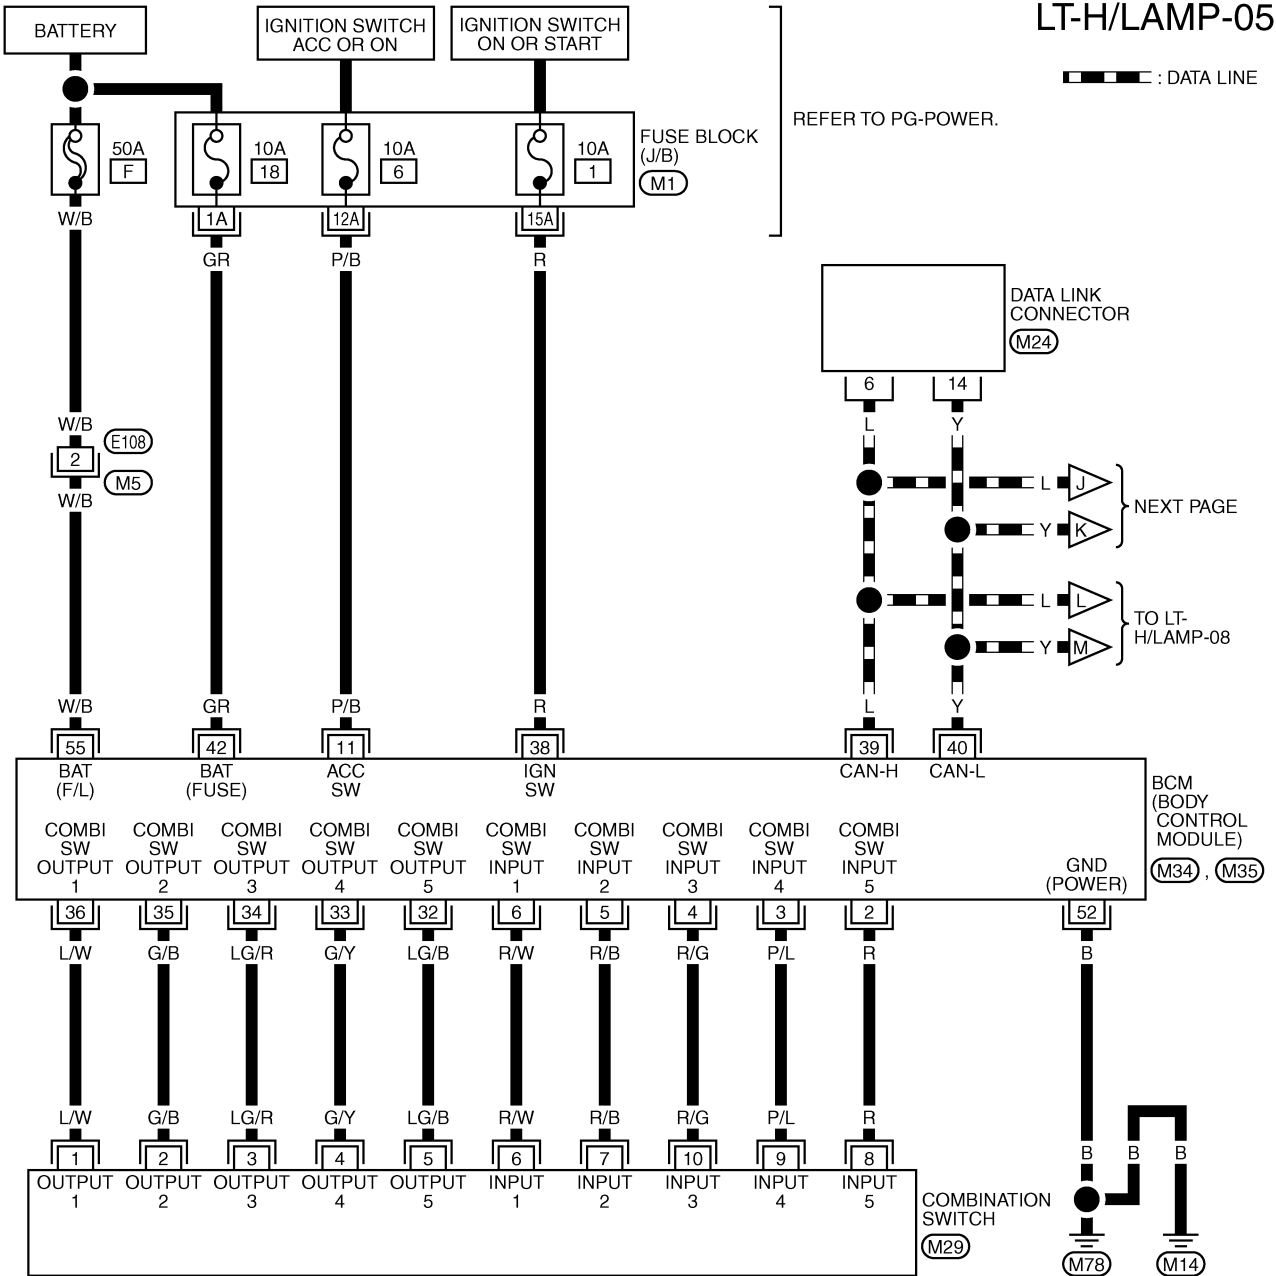 LT-H/LAMP-05
: DATA LINE
BATTERY
IGNITION SWITCH
ACC OR ON
IGNITION SWITCH
ON OR START
REFER TO PG-POWER.
50A
F
10A
18
10A
6
10A
1
FUSE BLOCK
(J/B)
M1
W/B
1A
12A
15A
GR
P/B
R
DATA LINK
CONNECTOR
M24
6
14
L
Y
W/B
2
E108
M5
W/B
L
J
Y
K
NEXT PAGE
L
L
Y
M
TO LT-
H/LAMP-08
W/B
GR
P/B
R
L
Y
55
42
11
38
39
40
BAT
(F/L)
BAT
(FUSE)
ACC
SW
IGN
SW
CAN-H
CAN-L
BCM
(BODY
CONTROL
MODULE)
M34 , M35
COMBI
SW
OUTPUT
1
COMBI
SW
OUTPUT
2
COMBI
SW
OUTPUT
3
COMBI
SW
OUTPUT
4
COMBI
SW
OUTPUT
5
COMBI
SW
INPUT
1
COMBI
SW
INPUT
2
COMBI
SW
INPUT
3
COMBI
SW
INPUT
4
COMBI
SW
INPUT
5
GND
(POWER)
36
35
34
33
32
6
5
4
3
2
52
L/W
G/B
LG/R
G/Y
LG/B
R/W
R/B
R/G
P/L
R
B
L/W
G/B
LG/R
G/Y
LG/B
R/W
R/B
R/G
P/L
R
B
B
B
1
2
3
4
5
6
7
10
9
8
OUTPUT
1
OUTPUT
2
OUTPUT
3
OUTPUT
4
OUTPUT
5
INPUT
1
INPUT
2
INPUT
3
INPUT
4
INPUT
5
COMBINATION
SWITCH
M29
M78
M14